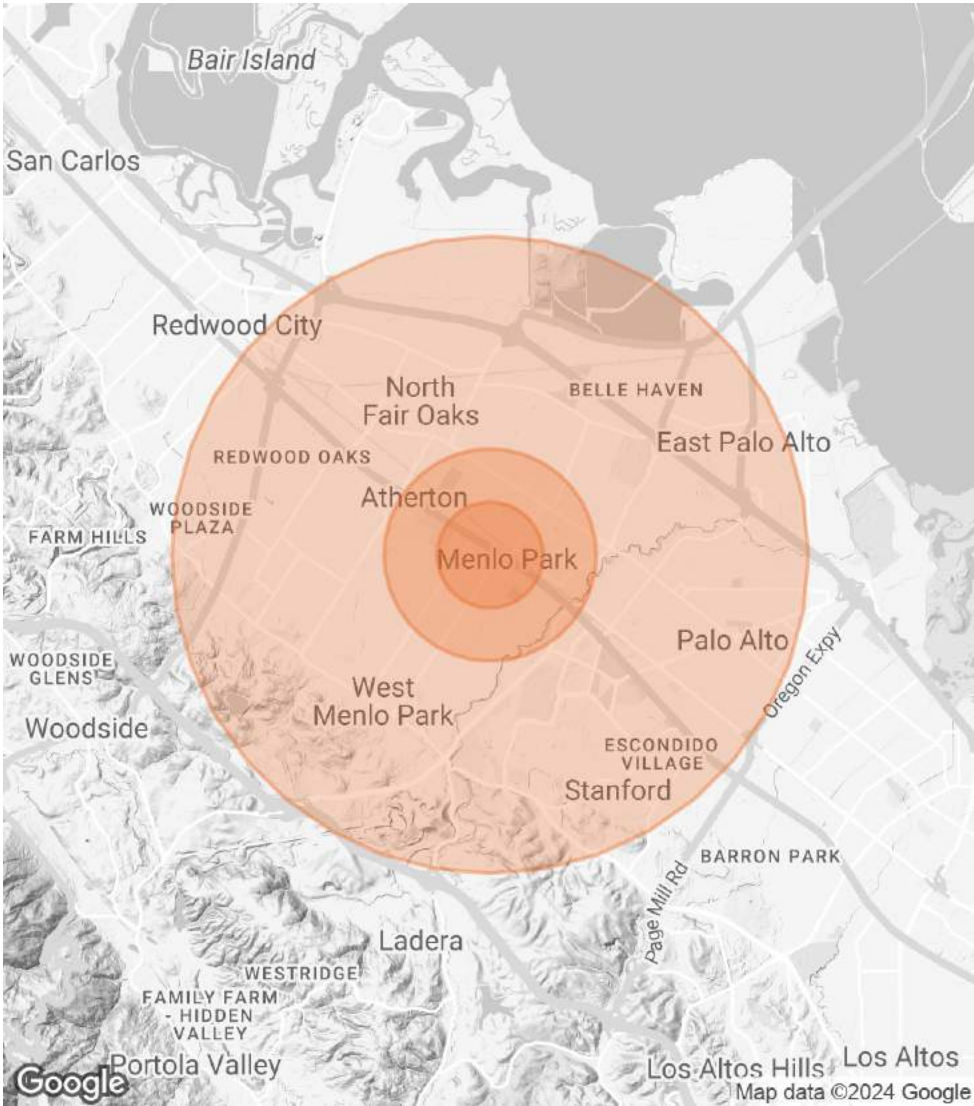 Bair Island
San Carlos
Redwood City
North
Fair Oaks
BELLE HAVEN
East Palo Alto
REDWOOD OAKS
Atherton
WOODSIDE
PLAZA
FARM HILLS
Menlo Park
Palo Alto
Oregon Expy
WOODSIDE
GLENS
West
Menlo Park
Woodside
ESCONDIDO
VILLAGE
Stanford
BARRON PARK
Page Mill Rd
Ladera
WESTRIDGE
FAMILY FARM
- HIDDEN
VALLEY
Portola Valley
Los Altos Hills
Los Altos
Google
Map data ©2024 Google